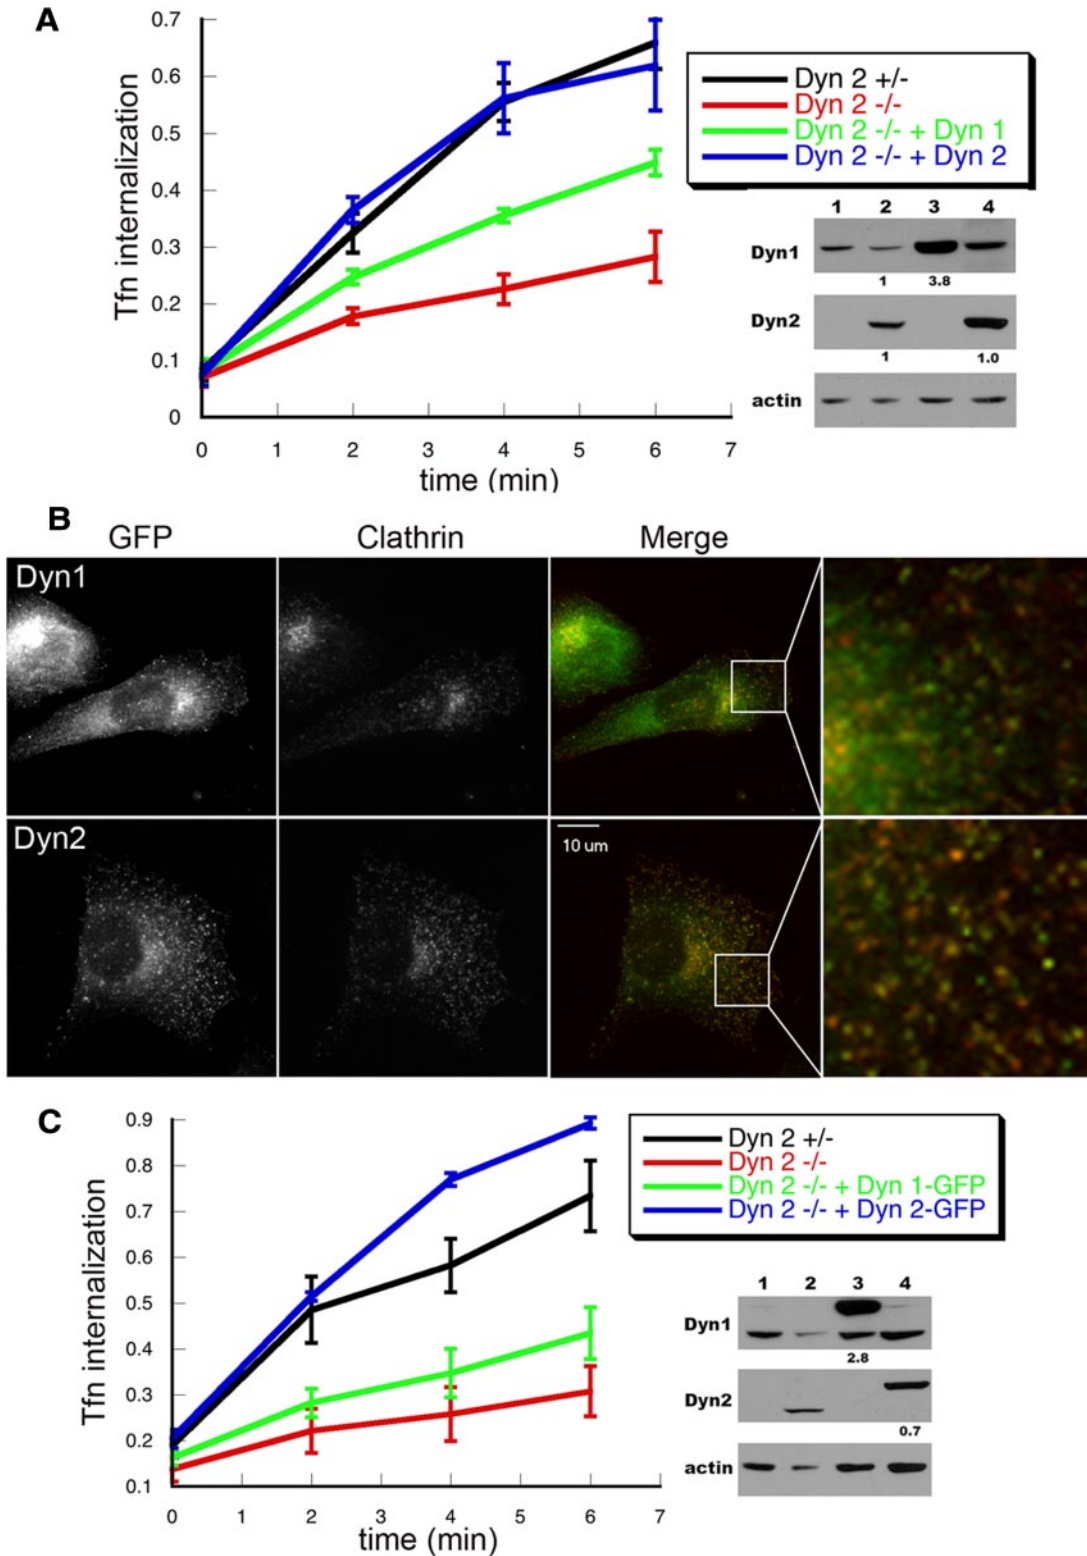 A
0.7
0.6
0.5
0.4
0.3
0.2
0.1
0
Tfn internalization
0 1 2 3 4 5 6 7
time (min)
Dyn 2 +/-
Dyn 2 -/-
Dyn 2 -/- + Dyn 1
Dyn 2 -/- + Dyn 2
1 2 3 4
Dyn1
1 3.8
Dyn2
1 1.0
actin
B
GFP Clathrin Merge
Dyn1
Dyn2
10 um
C
0.9
0.8
0.7
0.6
0.5
0.4
0.3
0.2
0.1
Tfn internalization
0 1 2 3 4 5 6 7
time (min)
Dyn 2 +/-
Dyn 2 -/-
Dyn 2 -/- + Dyn 1-GFP
Dyn 2 -/- + Dyn 2-GFP
1 2 3 4
Dyn1
2.8
Dyn2
0.7
actin